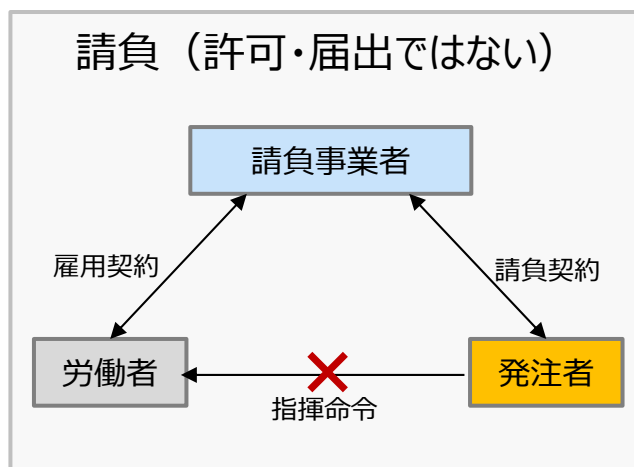 請負（許可・届出ではない）
請負事業者
雇用契約
請負契約
労働者
発注者
指揮命令